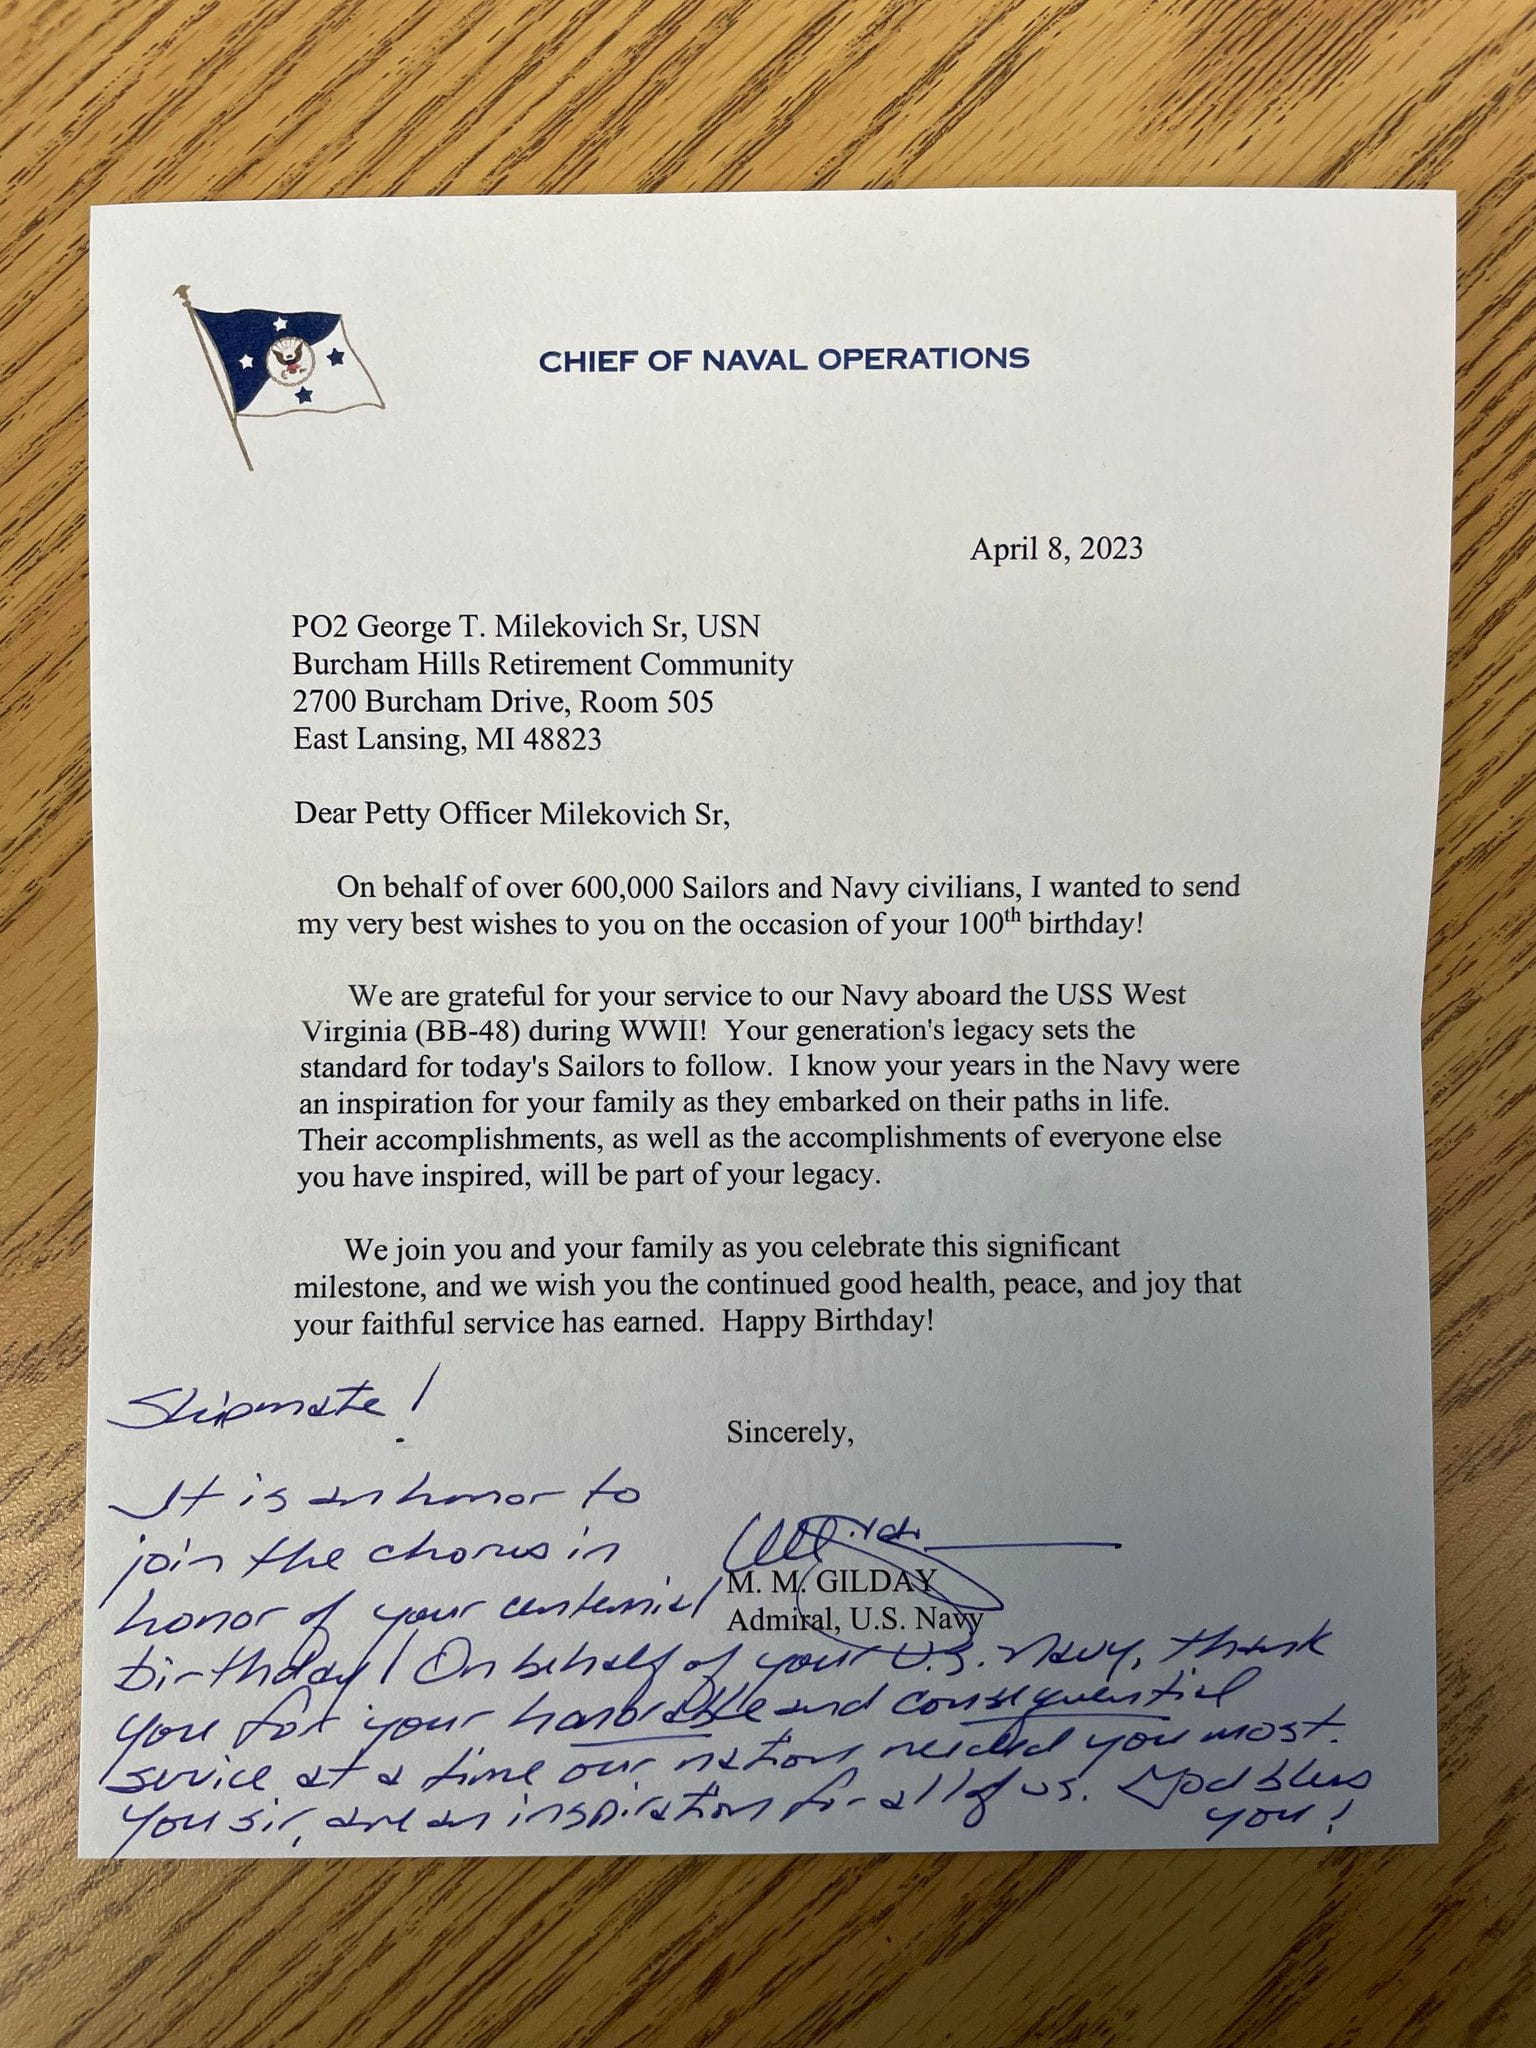 CHIEF OF NAVAL OPERATIONS
April 8, 2023
PO2 George T. Milekovich Sr, USN
Burcham Hills Retirement Community
2700 Burcham Drive, Room 505
East Lansing, MI 48823
Dear Petty Officer Milekovich Sr,
On behalf of over 600,000 Sailors and Navy civilians, I wanted to send
my very best wishes to you on the occasion of your 100th birthday!
We are grateful for your service to our Navy aboard the USS West
Virginia (BB-48) during WWII!  Your generation's legacy sets the
standard for today's Sailors to follow.  I know your years in the Navy were
an inspiration for your family as they embarked on their paths in life.
Their accomplishments, as well as the accomplishments of everyone else
you have inspired, will be part of your legacy.
We join you and your family as you celebrate this significant
milestone, and we wish you the continued good health, peace, and joy that
your faithful service has earned.  Happy Birthday!
Sincerely,
M. M. GILDAY
Admiral, U.S. Navy
Shipmate!
It is an honor to
join the chorus in
honor of your centennial
birthday! On behalf of your U.S. Navy, thank
you for your honorable and consequential
service at a time our nation needed you most.
You sir, are an inspiration for all of us. God bless
you!